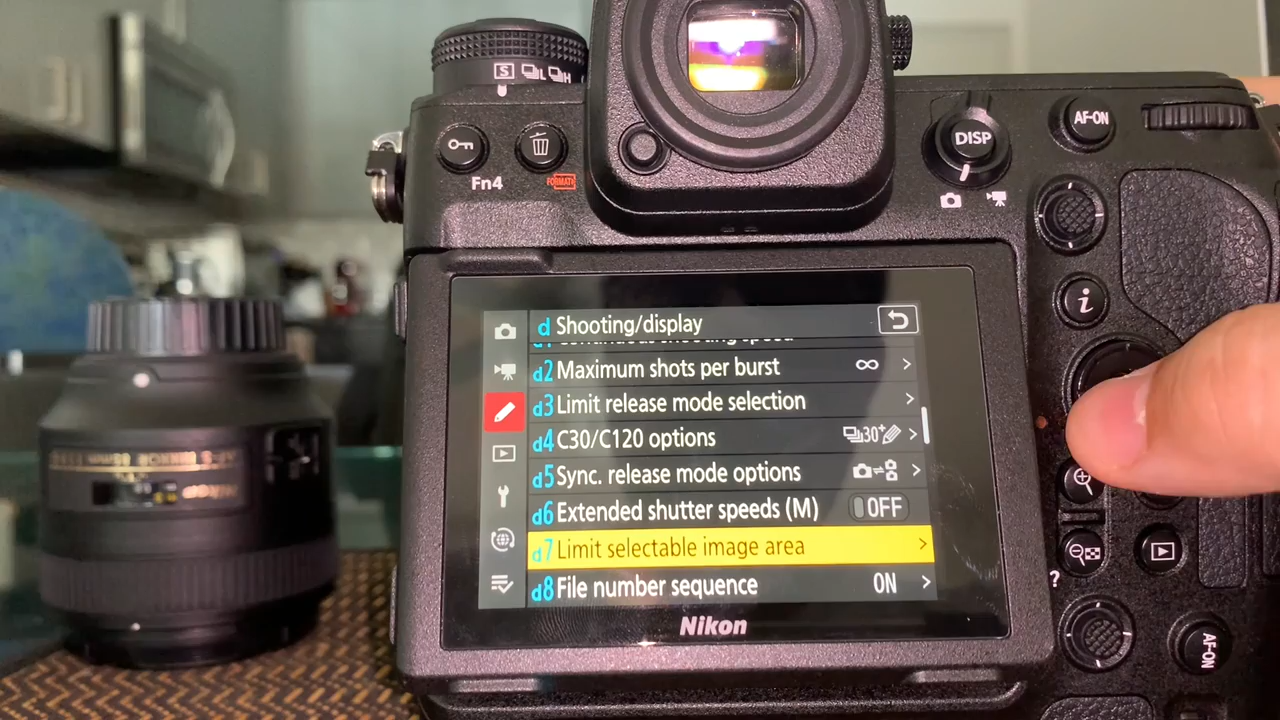 S L H
DISP
AF-ON
Fn4
FORMAT
i
d Shooting/display
d2 Maximum shots per burst ∞ >
d3 Limit release mode selection >
d4 C30/C120 options 30+ >
d5 Sync. release mode options >
d6 Extended shutter speeds (M) OFF
d7 Limit selectable image area >
d8 File number sequence ON >
?
Nikon
AF-ON